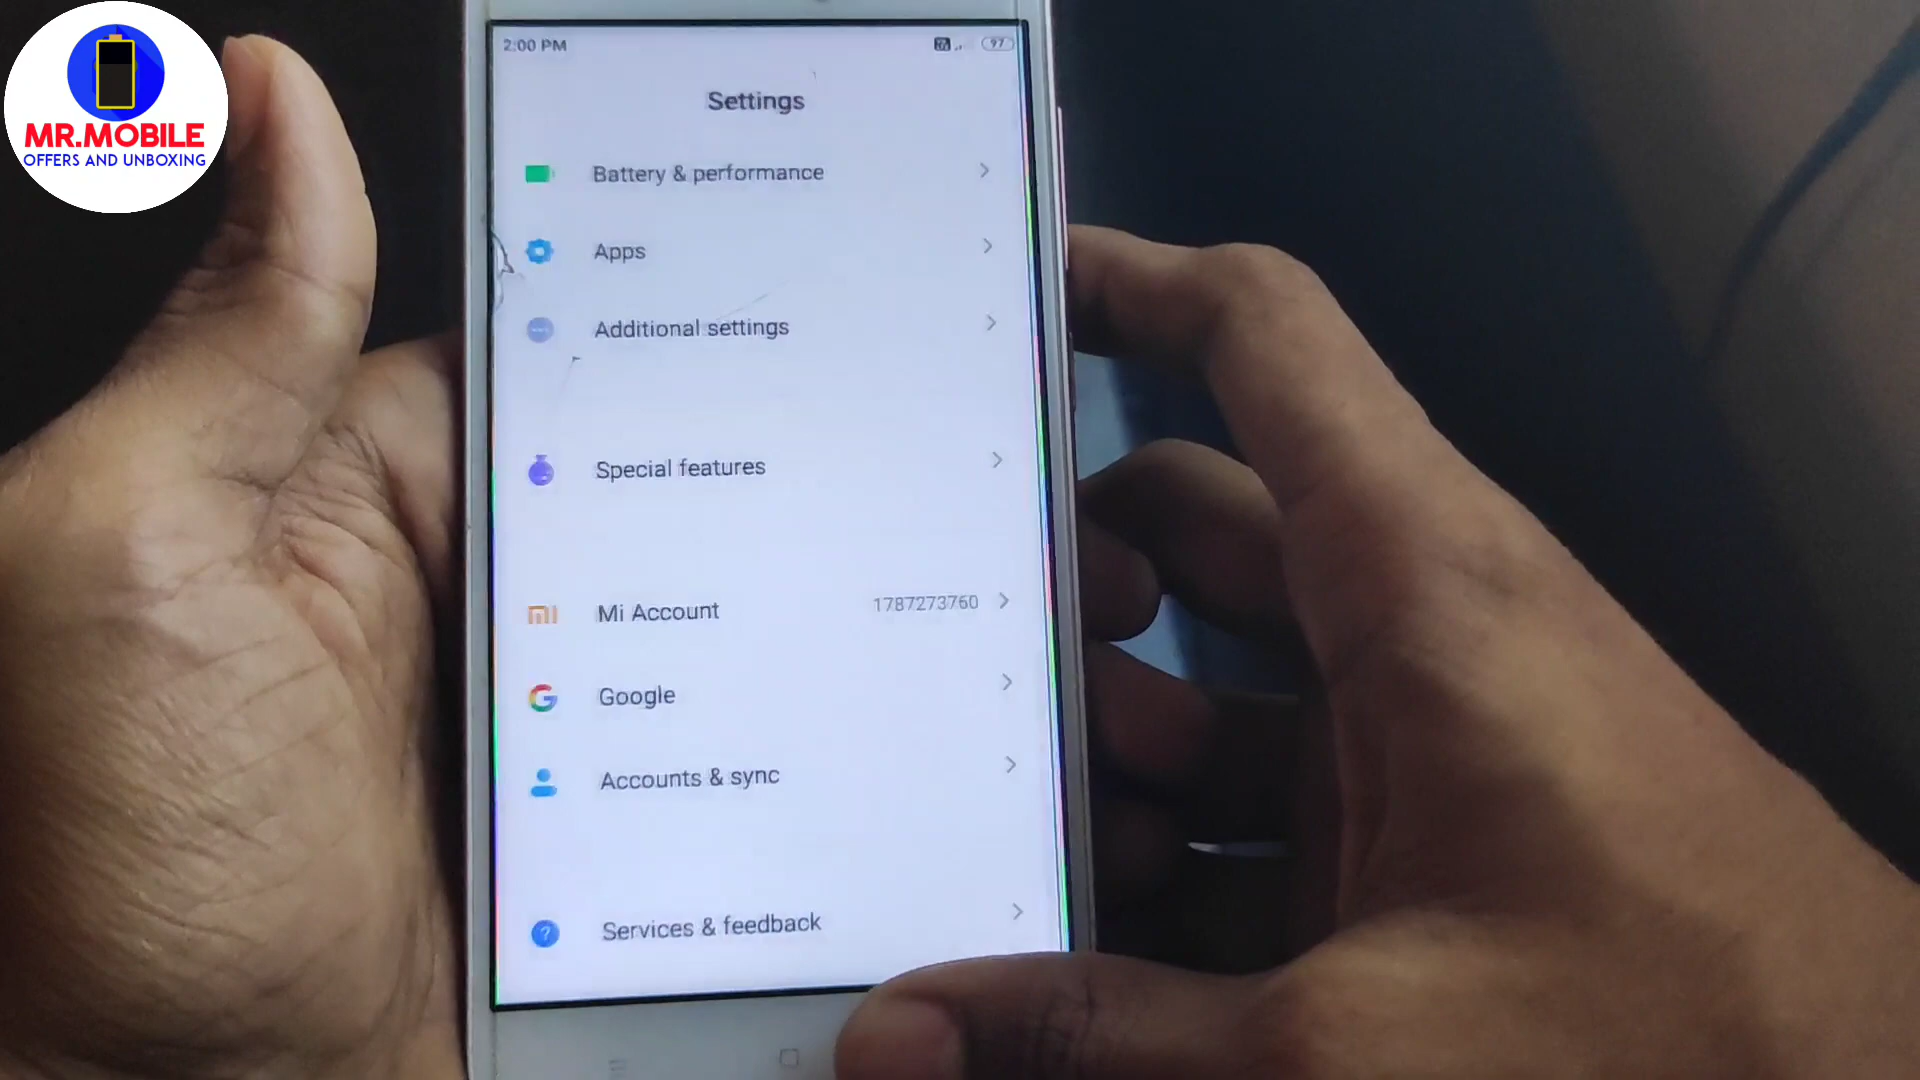 MR.MOBILE
OFFERS AND UNBOXING
2:00 PM
97
Settings
Battery & performance
Apps
Additional settings
Special features
Mi Account 1787273760
Google
Accounts & sync
Services & feedback